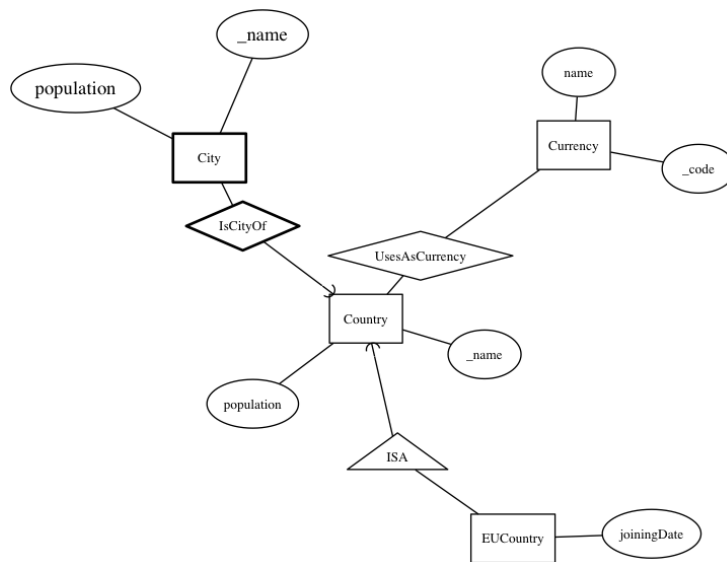 _name
population
name
City
Currency
_code
IsCityOf
UsesAsCurrency
Country
_name
population
ISA
EUCountry
joiningDate